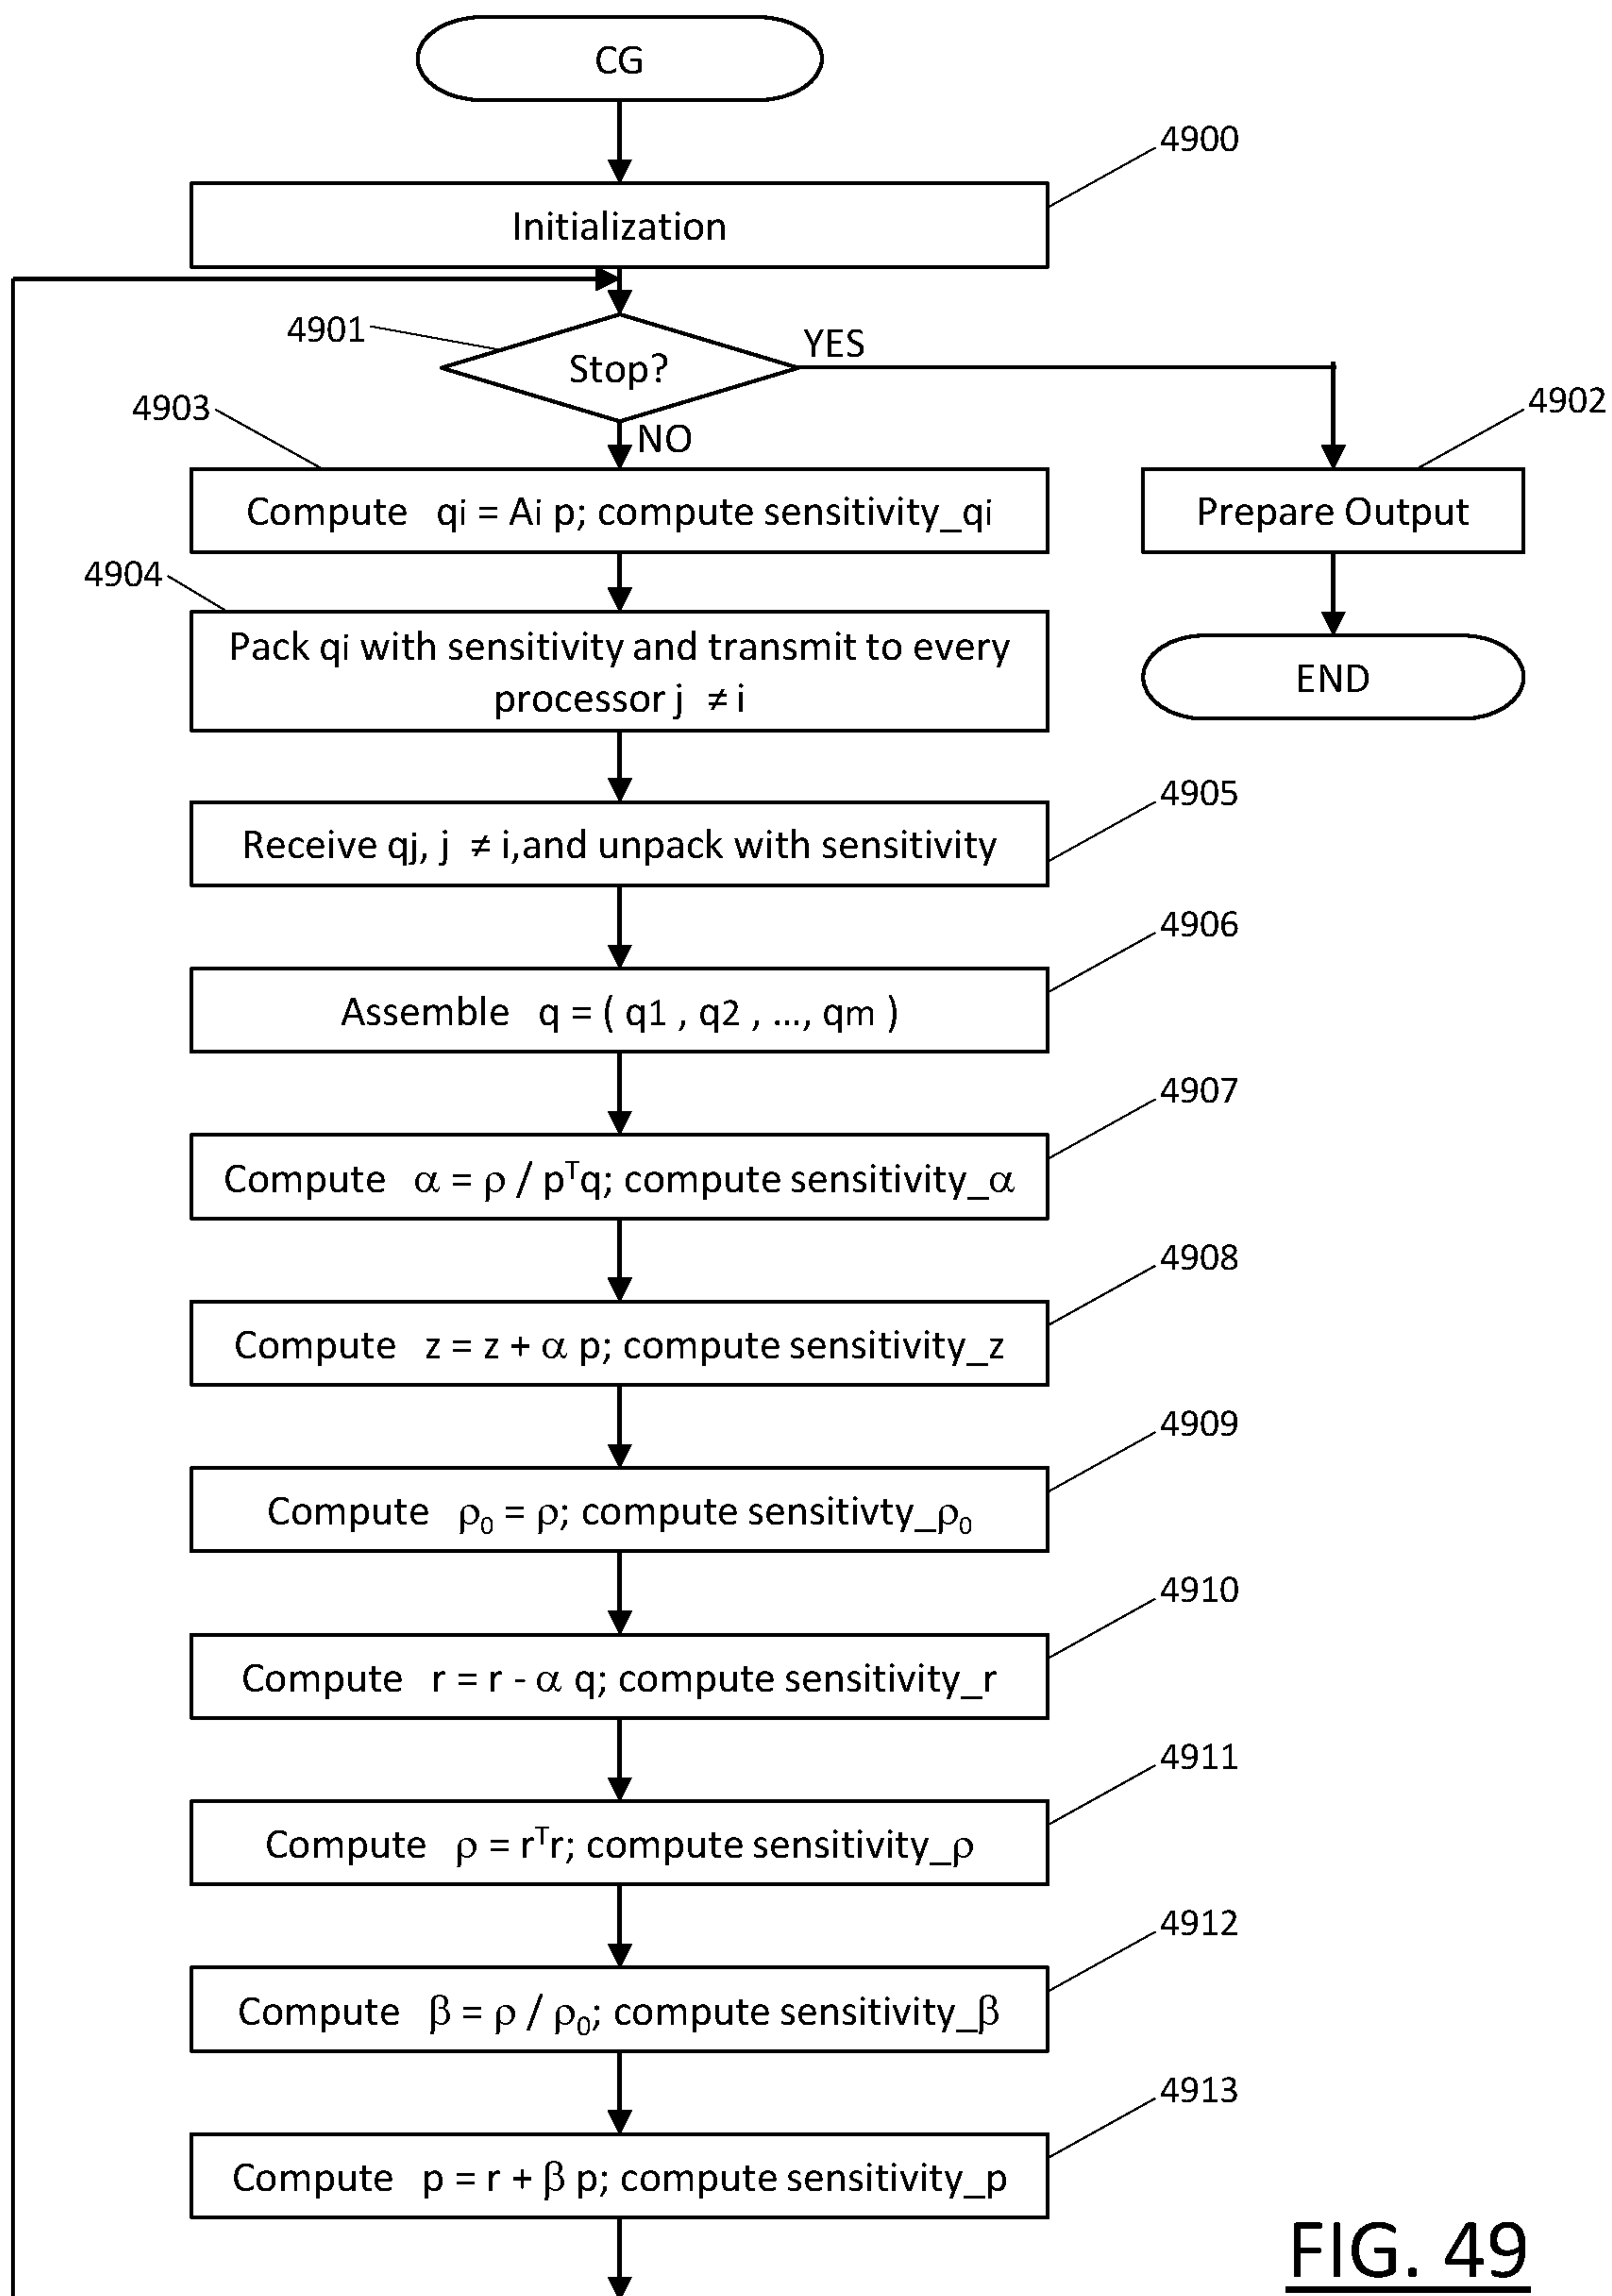 CG
4900
Initialization
4901
Stop?
YES
4903
NO
4902
Compute qi = Ai p; compute sensitivity_qi
Prepare Output
4904
Pack qi with sensitivity and transmit to every
processor j ≠ i
END
4905
Receive qj, j ≠ i,and unpack with sensitivity
4906
Assemble q = ( q1 , q2 , ..., qm )
4907
Compute α = ρ / pᵀq; compute sensitivity_α
4908
Compute z = z + α p; compute sensitivity_z
4909
Compute ρ₀ = ρ; compute sensitivty_ρ₀
4910
Compute r = r - α q; compute sensitivity_r
4911
Compute ρ = rᵀr; compute sensitivity_ρ
4912
Compute β = ρ / ρ₀; compute sensitivity_β
4913
Compute p = r + β p; compute sensitivity_p
FIG. 49